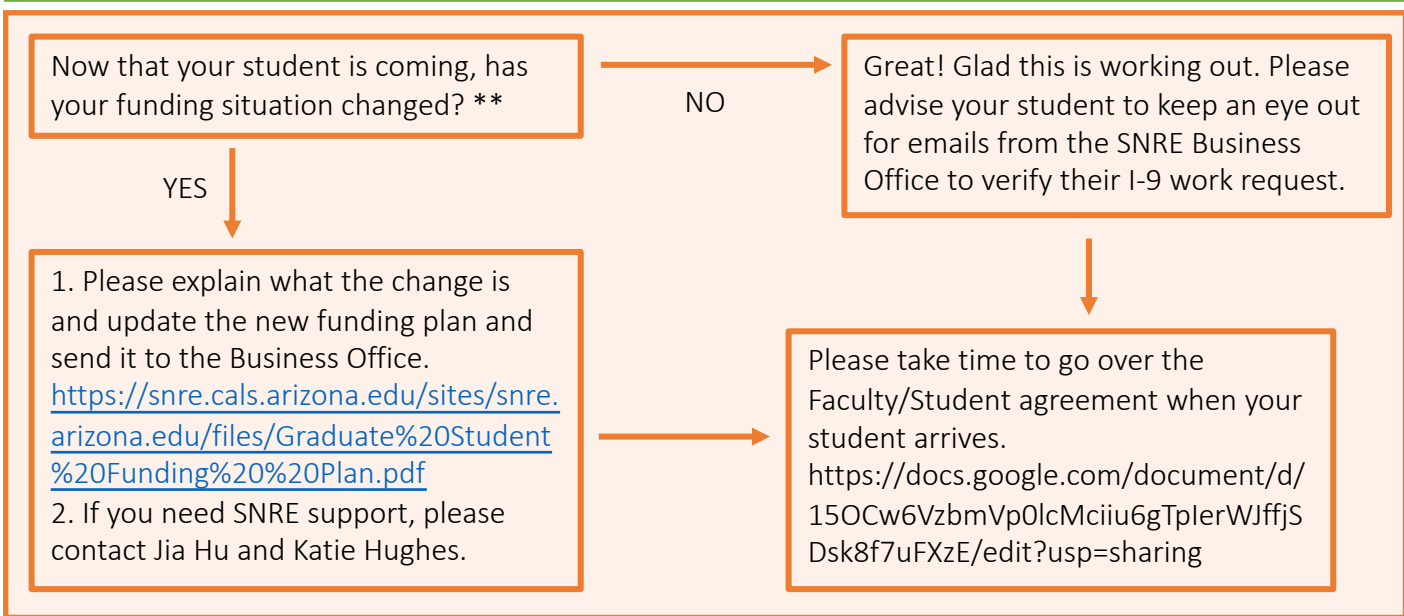 Now that your student is coming, has
your funding situation changed? **
NO
Great! Glad this is working out. Please
advise your student to keep an eye out
for emails from the SNRE Business
Office to verify their I-9 work request.
YES
1. Please explain what the change is
and update the new funding plan and
send it to the Business Office.
https://snre.cals.arizona.edu/sites/snre.
arizona.edu/files/Graduate%20Student
%20Funding%20%20Plan.pdf
2. If you need SNRE support, please
contact Jia Hu and Katie Hughes.
Please take time to go over the
Faculty/Student agreement when your
student arrives.
https://docs.google.com/document/d/
15OCw6VzbmVp0lcMciiu6gTpIerWJffjS
Dsk8f7uFXzE/edit?usp=sharing